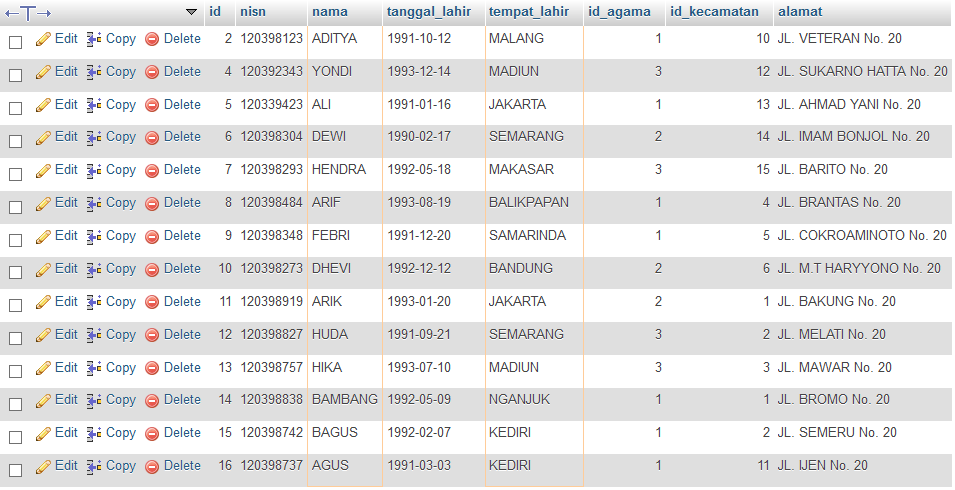 id nisn nama tanggal_lahir tempat_lahir id_agama id_kecamatan alamat
Edit Copy Delete 2 120398123 ADITYA 1991-10-12 MALANG 1 10 JL. VETERAN No. 20
Edit Copy Delete 4 120392343 YONDI 1993-12-14 MADIUN 3 12 JL. SUKARNO HATTA No. 20
Edit Copy Delete 5 120339423 ALI 1991-01-16 JAKARTA 1 13 JL. AHMAD YANI No. 20
Edit Copy Delete 6 120398304 DEWI 1990-02-17 SEMARANG 2 14 JL. IMAM BONJOL No. 20
Edit Copy Delete 7 120398293 HENDRA 1992-05-18 MAKASAR 3 15 JL. BARITO No. 20
Edit Copy Delete 8 120398484 ARIF 1993-08-19 BALIKPAPAN 1 4 JL. BRANTAS No. 20
Edit Copy Delete 9 120398348 FEBRI 1991-12-20 SAMARINDA 1 5 JL. COKROAMINOTO No. 20
Edit Copy Delete 10 120398273 DHEVI 1992-12-12 BANDUNG 2 6 JL. M.T HARYYONO No. 20
Edit Copy Delete 11 120398919 ARIK 1993-01-20 JAKARTA 2 1 JL. BAKUNG No. 20
Edit Copy Delete 12 120398827 HUDA 1991-09-21 SEMARANG 3 2 JL. MELATI No. 20
Edit Copy Delete 13 120398757 HIKA 1993-07-10 MADIUN 3 3 JL. MAWAR No. 20
Edit Copy Delete 14 120398838 BAMBANG 1992-05-09 NGANJUK 1 1 JL. BROMO No. 20
Edit Copy Delete 15 120398742 BAGUS 1992-02-07 KEDIRI 1 2 JL. SEMERU No. 20
Edit Copy Delete 16 120398737 AGUS 1991-03-03 KEDIRI 1 11 JL. IJEN No. 20